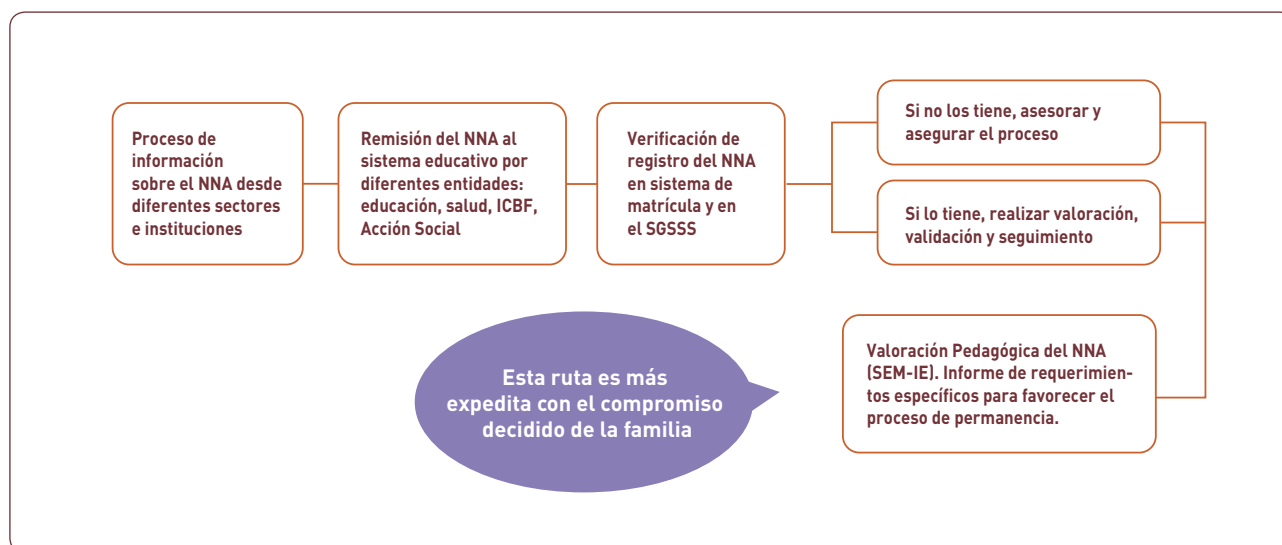 Proceso de
información
sobre el NNA desde
diferentes sectores
e instituciones
Remisión del NNA al
sistema educativo por
diferentes entidades:
educación, salud, ICBF,
Acción Social
Verificación de
registro del NNA
en sistema de
matrícula y en
el SGSSS
Si no los tiene, asesorar y
asegurar el proceso
Si lo tiene, realizar valoración,
validación y seguimiento
Valoración Pedagógica del NNA
(SEM-IE). Informe de requerimien-
tos específicos para favorecer el
proceso de permanencia.
Esta ruta es más
expedita con el compromiso
decidido de la familia